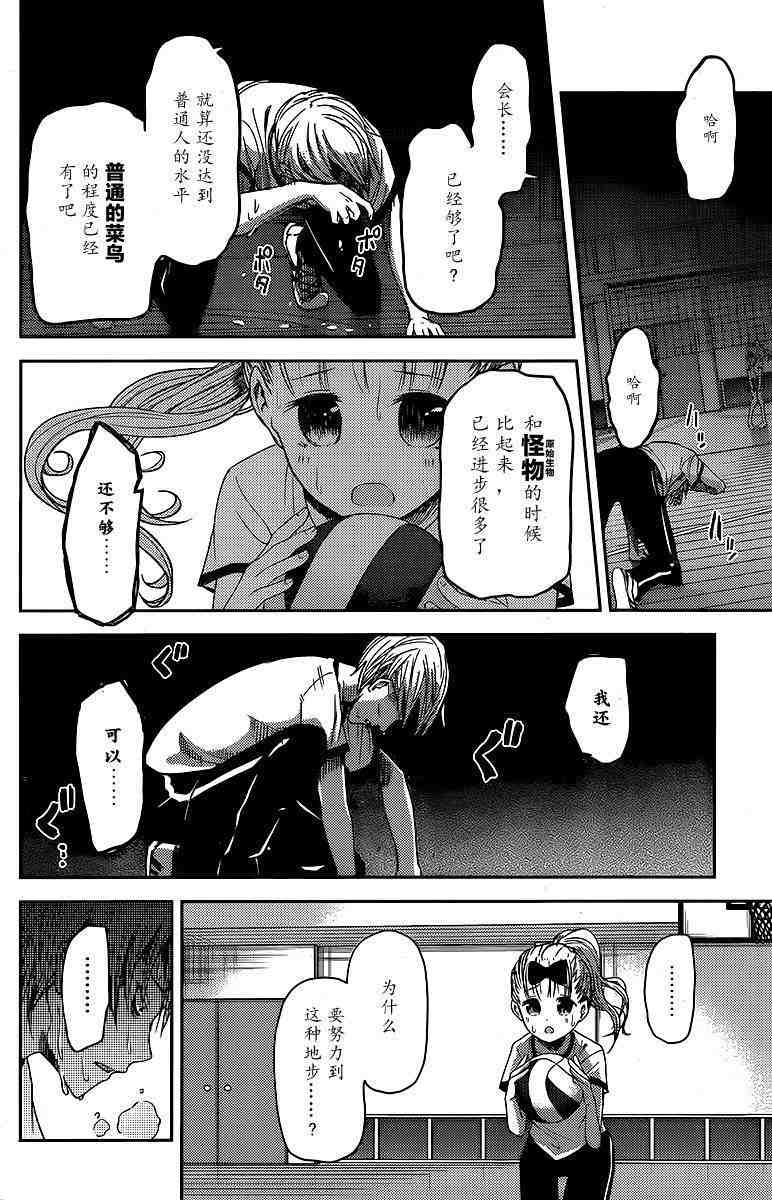 哈啊
哈啊
会长……
已经够了吧？
就算还没达到
普通人的水平
普通的菜鸟
的程度已经
有了吧
ポタ
ポタ
和怪物的时候
原始生物
比起来，
已经进步很多了
还不够……
我还
可以……
ぐ
ぐ
ぐ…
……
为什么
要努力到
这种地步
……？
……